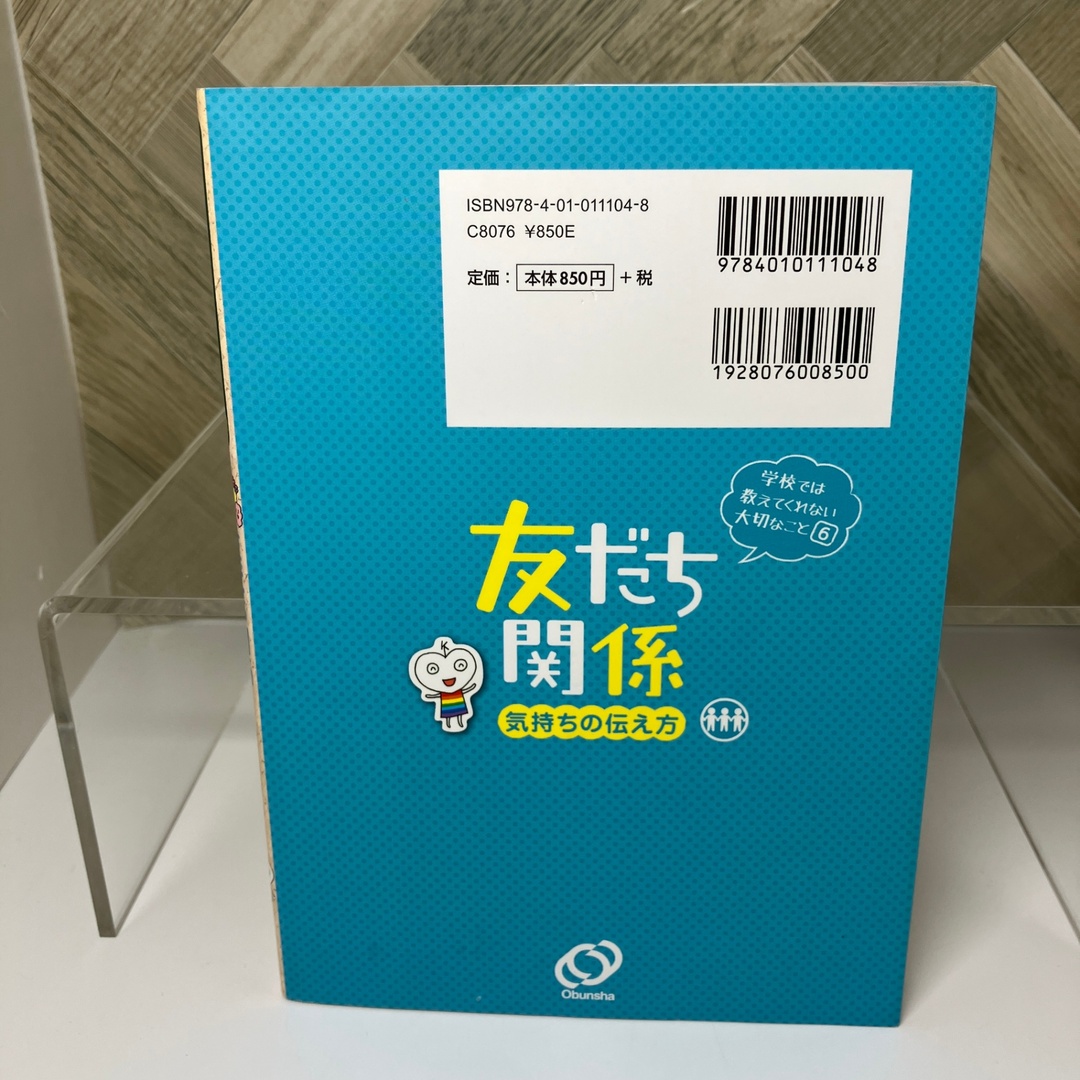 ISBN978-4-01-011104-8
C8076 ¥850E
定価：本体850円＋税
9784010111048
1928076008500
学校では
教えてくれない
大切なこと 6
友だち
関係
K
気持ちの伝え方
Obunsha